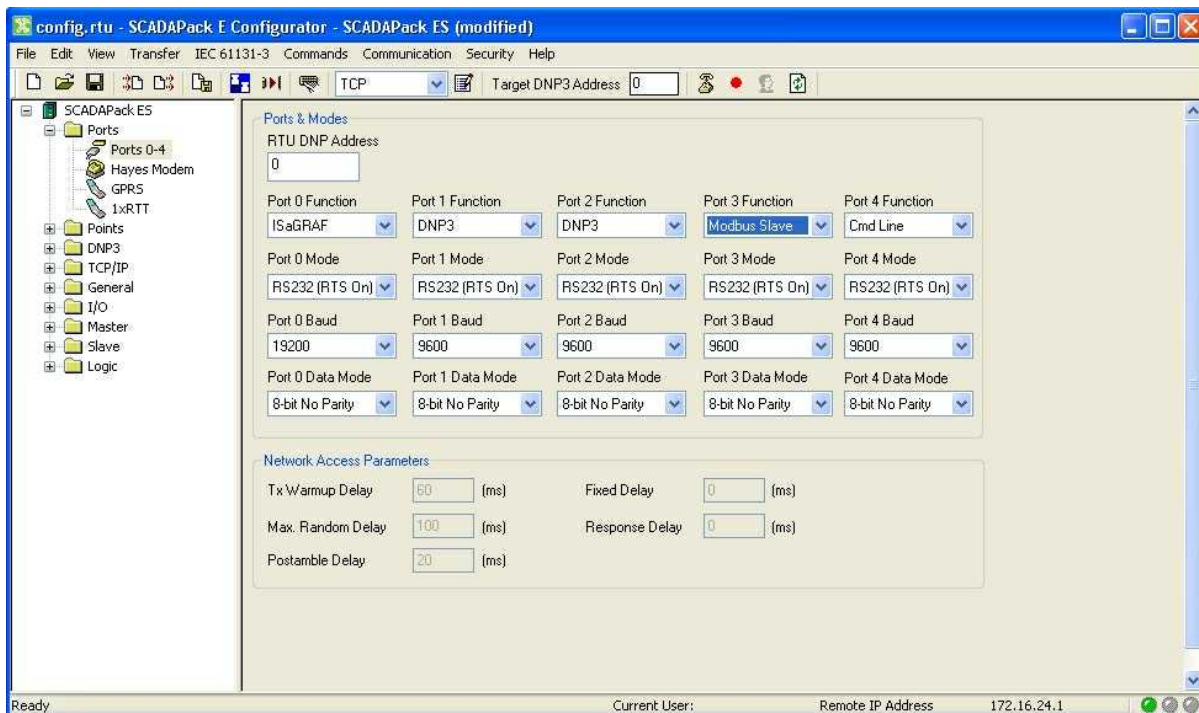 config.rtu - SCADAPack E Configurator - SCADAPack ES (modified)
File Edit View Transfer IEC 61131-3 Commands Communication Security Help
TCP Target DNP3 Address 0
SCADAPack ES
Ports
Ports 0-4
Hayes Modem
GPRS
1xRTT
Points
DNP3
TCP/IP
General
I/O
Master
Slave
Logic
Ports & Modes
RTU DNP Address
0
Port 0 Function Port 1 Function Port 2 Function Port 3 Function Port 4 Function
ISaGRAF DNP3 DNP3 Modbus Slave Cmd Line
Port 0 Mode Port 1 Mode Port 2 Mode Port 3 Mode Port 4 Mode
RS232 (RTS On) RS232 (RTS On) RS232 (RTS On) RS232 (RTS On) RS232 (RTS On)
Port 0 Baud Port 1 Baud Port 2 Baud Port 3 Baud Port 4 Baud
19200 9600 9600 9600 9600
Port 0 Data Mode Port 1 Data Mode Port 2 Data Mode Port 3 Data Mode Port 4 Data Mode
8-bit No Parity 8-bit No Parity 8-bit No Parity 8-bit No Parity 8-bit No Parity
Network Access Parameters
Tx Warmup Delay 60 (ms) Fixed Delay 0 (ms)
Max. Random Delay 100 (ms) Response Delay 0 (ms)
Postamble Delay 20 (ms)
Ready Current User: Remote IP Address 172.16.24.1